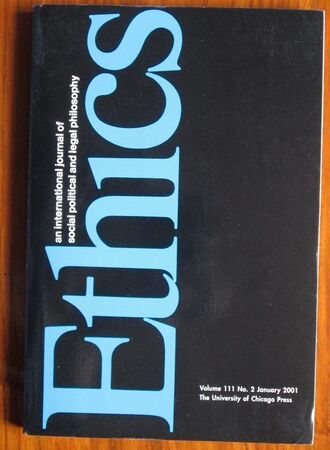 Ethics
an international journal of
social political and legal philosophy
Volume 111 No. 2 January 2001
The University of Chicago Press